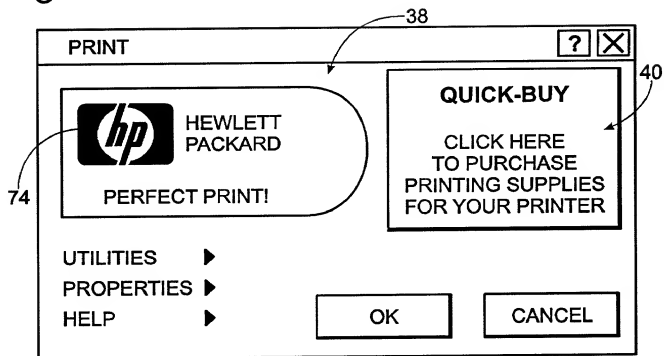 38
PRINT ?
40
QUICK-BUY
CLICK HERE
TO PURCHASE
PRINTING SUPPLIES
FOR YOUR PRINTER
hp HEWLETT
PACKARD
74
PERFECT PRINT!
UTILITIES
PROPERTIES
HELP
OK CANCEL